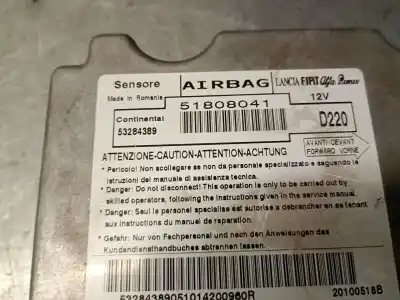 Sensore AIRBAG LANCIA FIAT Alfa Romeo
Made in Romania 51808041 12V
Continental D220
53284389
AVANTI-DEVANT
FORWARD VORNE
ATTENZIONE-CAUTION-ATTENTION-ACHTUNG
* Pericolo! Non scollegare se non da personale specializzato e seguendo le
istruzioni del manuale di assistenza tecnica.
* Danger: Do not disconnect! This operation is only to be carried out by
skilled operators, following the instructions given in the service manual.
* Danger: Seul le personel specialise est autorise a debrancher en se tenant
aux instructions du manuel de reparation.
* Gefahr: Nur von Fachpersonal und nach den Anweisungen des
Kundendiensthandbuches abtrennen lassen.
53284389051014200960R 20100518B